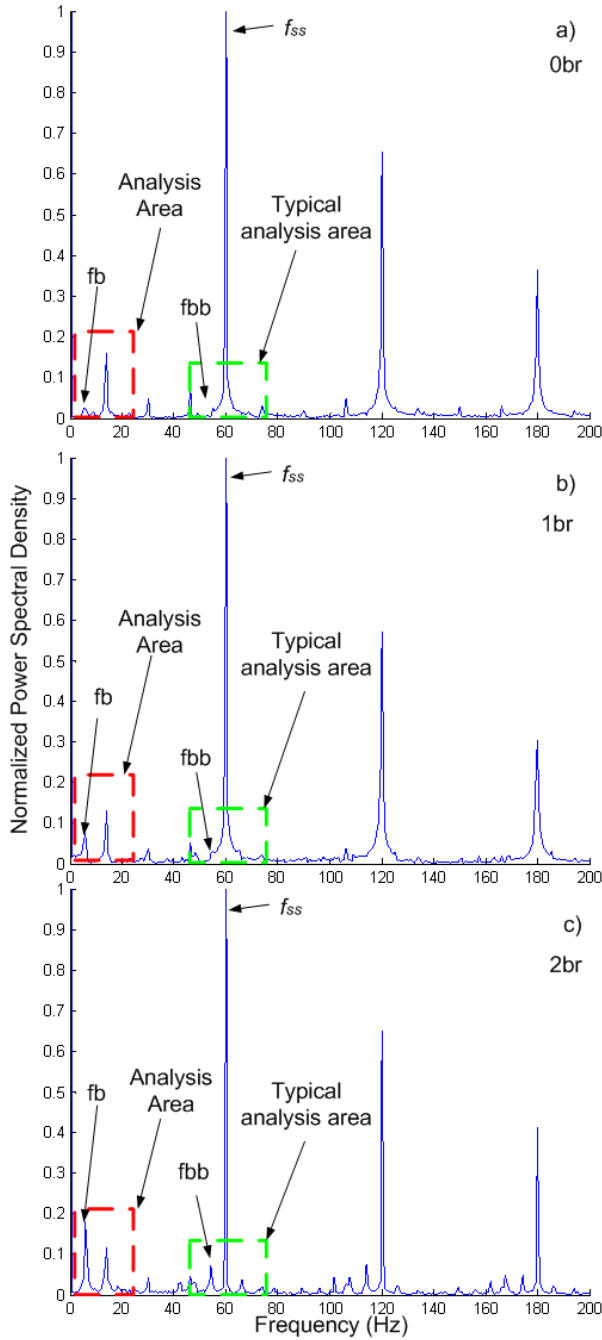 1
0.9
0.8
0.7
0.6
0.5
0.4
0.3
0.2
0.1
0
fss
a)
0br
Analysis
Area
Typical
analysis area
fb
fbb
0 20 40 60 80 100 120 140 160 180 200
Frequency (Hz)
1
0.9
0.8
0.7
0.6
0.5
0.4
0.3
0.2
0.1
0
fss
b)
1br
Analysis
Area
Typical
analysis area
fb
fbb
0 20 40 60 80 100 120 140 160 180 200
Normalized Power Spectral Density
1
0.9
0.8
0.7
0.6
0.5
0.4
0.3
0.2
0.1
0
fss
c)
2br
Analysis
Area
Typical
analysis area
fb
fbb
0 20 40 60 80 100 120 140 160 180 200
Frequency (Hz)